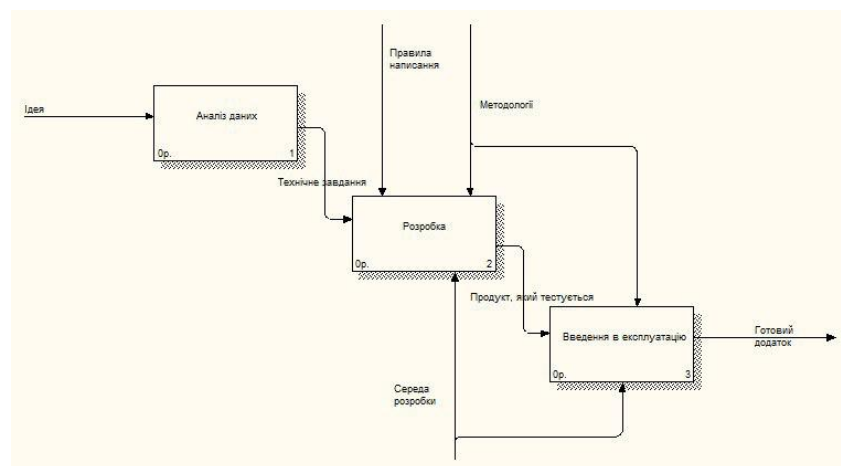 Правила
написання
Ідея
Методології
Аналіз даних
0р.
1
Технічне завдання
Розробка
0р.
2
Продукт, який тестується
Готовий
додаток
Введення в експлуатацію
0р.
3
Середа
розробки